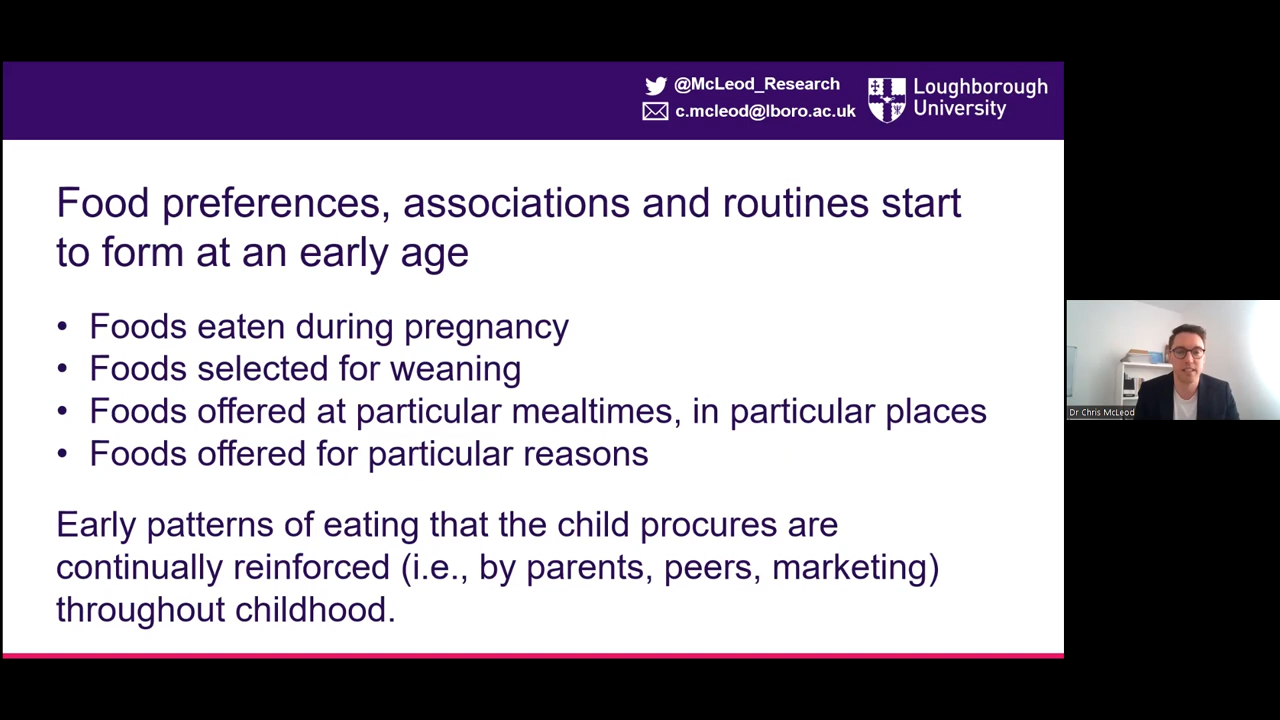 @McLeod_Research
c.mcleod@lboro.ac.uk
Loughborough
University
Food preferences, associations and routines start
to form at an early age
• Foods eaten during pregnancy
• Foods selected for weaning
• Foods offered at particular mealtimes, in particular places
• Foods offered for particular reasons
Early patterns of eating that the child procures are
continually reinforced (i.e., by parents, peers, marketing)
throughout childhood.
Dr Chris McLeod